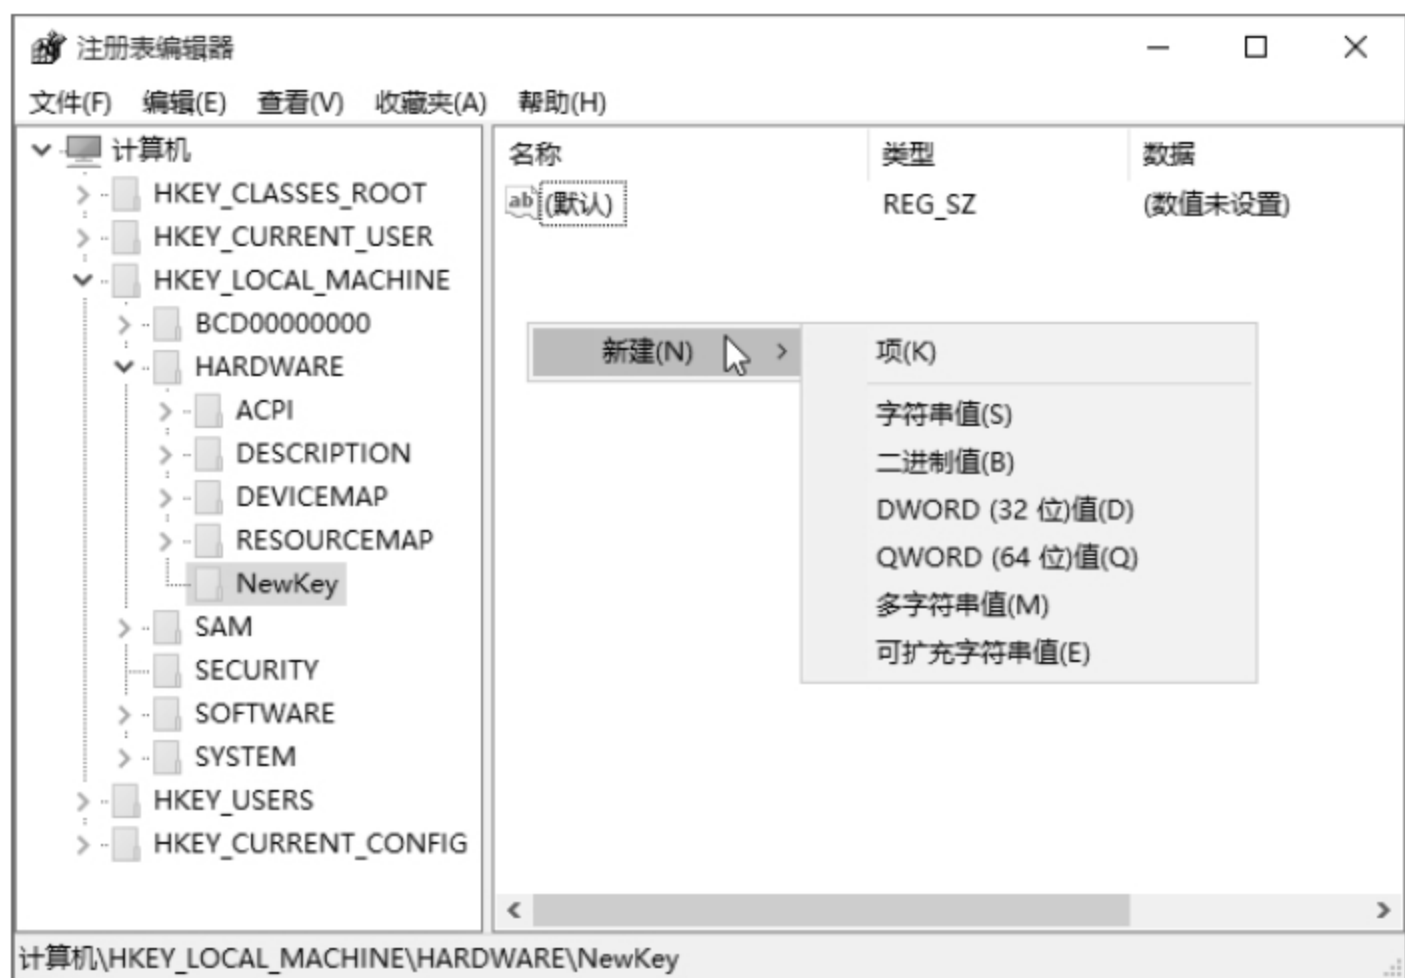 注册表编辑器
文件(F) 编辑(E) 查看(V) 收藏夹(A) 帮助(H)
计算机
HKEY_CLASSES_ROOT
HKEY_CURRENT_USER
HKEY_LOCAL_MACHINE
BCD00000000
HARDWARE
ACPI
DESCRIPTION
DEVICEMAP
RESOURCEMAP
NewKey
SAM
SECURITY
SOFTWARE
SYSTEM
HKEY_USERS
HKEY_CURRENT_CONFIG
名称 类型 数据
ab (默认) REG_SZ (数值未设置)
新建(N)
项(K)
字符串值(S)
二进制值(B)
DWORD (32 位)值(D)
QWORD (64 位)值(Q)
多字符串值(M)
可扩充字符串值(E)
计算机\HKEY_LOCAL_MACHINE\HARDWARE\NewKey